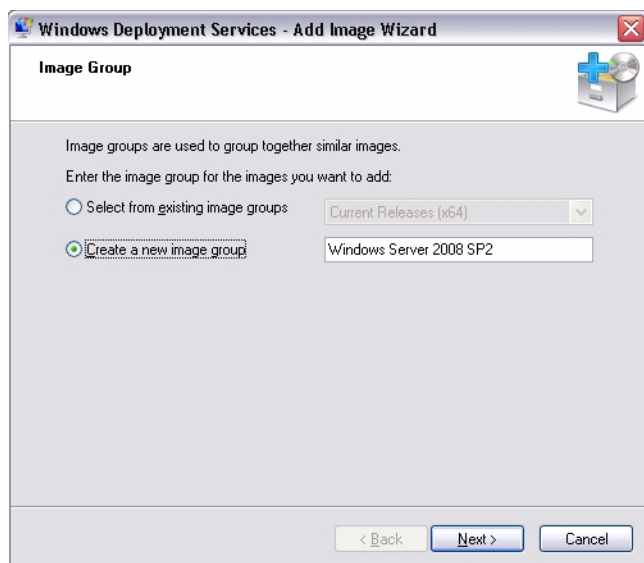 Windows Deployment Services - Add Image Wizard
Image Group
Image groups are used to group together similar images.
Enter the image group for the images you want to add:
Select from existing image groups Current Releases (x64)
Create a new image group Windows Server 2008 SP2
< Back Next > Cancel